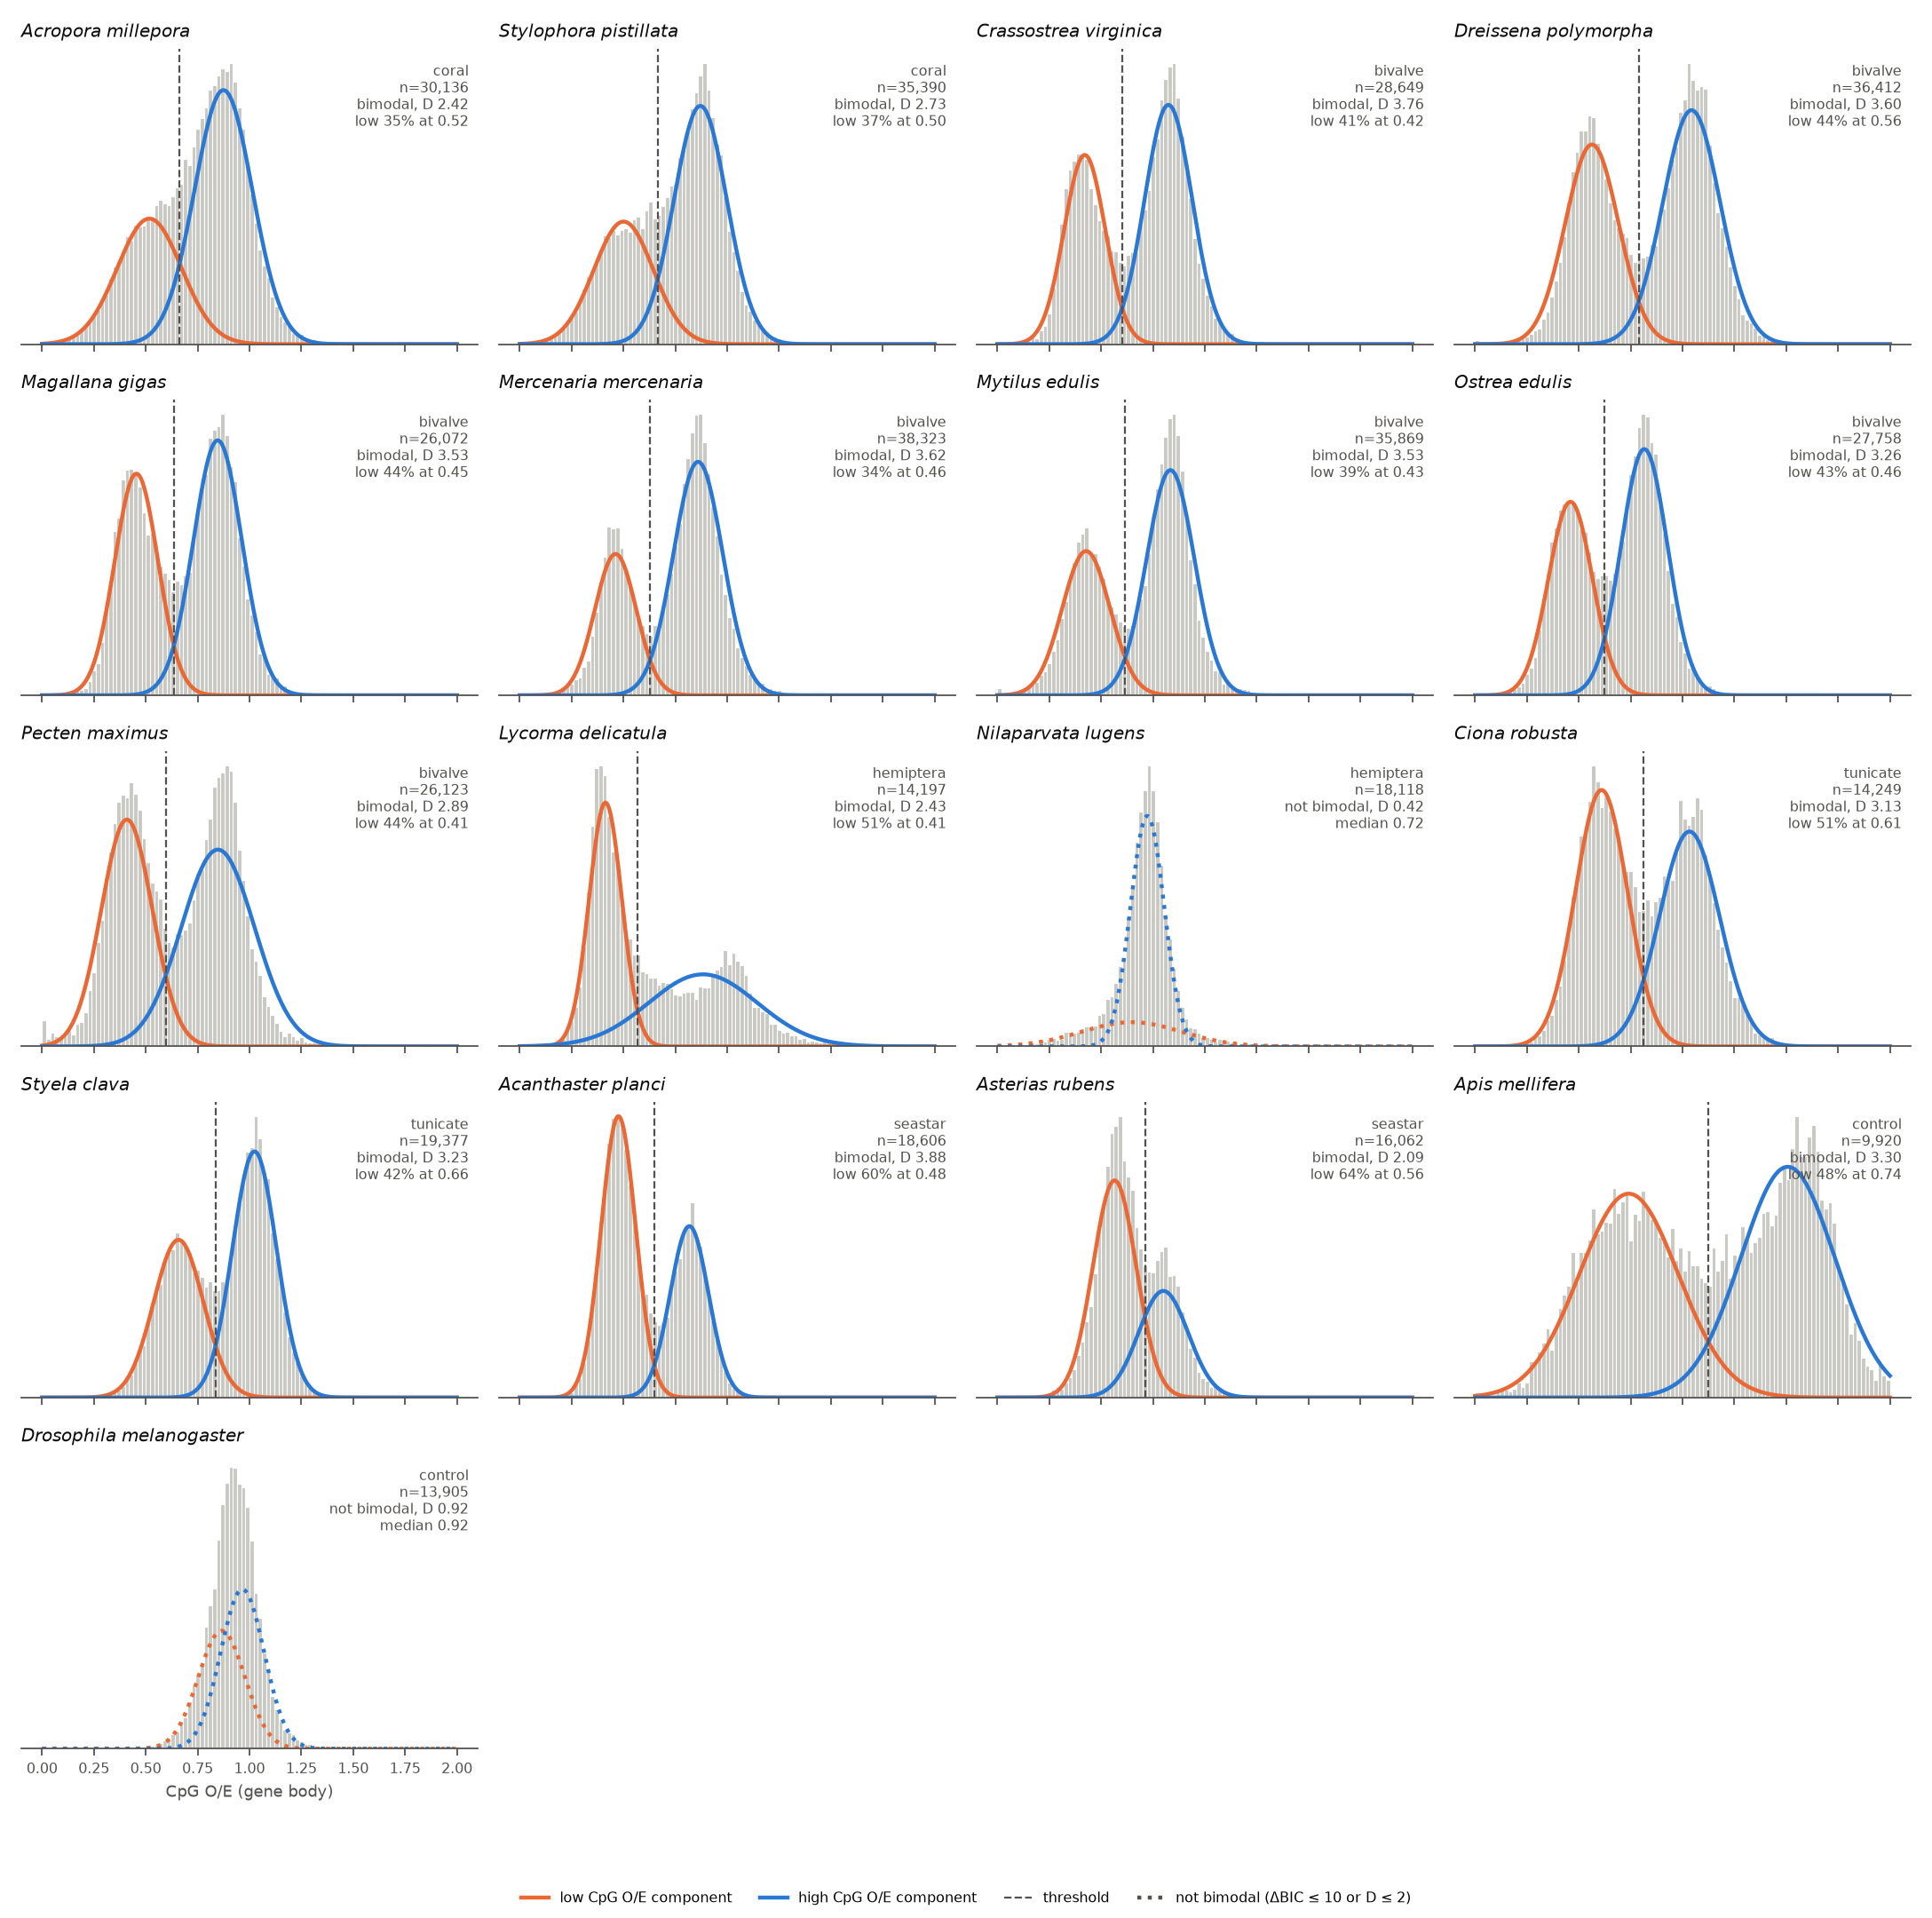 Acropora millepora
coral
n=30,136
bimodal, D 2.42
low 35% at 0.52
Stylophora pistillata
coral
n=35,390
bimodal, D 2.73
low 37% at 0.50
Crassostrea virginica
bivalve
n=28,649
bimodal, D 3.76
low 41% at 0.42
Dreissena polymorpha
bivalve
n=36,412
bimodal, D 3.60
low 44% at 0.56
Magallana gigas
bivalve
n=26,072
bimodal, D 3.53
low 44% at 0.45
Mercenaria mercenaria
bivalve
n=38,323
bimodal, D 3.62
low 34% at 0.46
Mytilus edulis
bivalve
n=35,869
bimodal, D 3.53
low 39% at 0.43
Ostrea edulis
bivalve
n=27,758
bimodal, D 3.26
low 43% at 0.46
Pecten maximus
bivalve
n=26,123
bimodal, D 2.89
low 44% at 0.41
Lycorma delicatula
hemiptera
n=14,197
bimodal, D 2.43
low 51% at 0.41
Nilaparvata lugens
hemiptera
n=18,118
not bimodal, D 0.42
median 0.72
Ciona robusta
tunicate
n=14,249
bimodal, D 3.13
low 51% at 0.61
Styela clava
tunicate
n=19,377
bimodal, D 3.23
low 42% at 0.66
Acanthaster planci
seastar
n=18,606
bimodal, D 3.88
low 60% at 0.48
Asterias rubens
seastar
n=16,062
bimodal, D 2.09
low 64% at 0.56
Apis mellifera
control
n=9,920
bimodal, D 3.30
low 48% at 0.74
Drosophila melanogaster
control
n=13,905
not bimodal, D 0.92
median 0.92
0.00 0.25 0.50 0.75 1.00 1.25 1.50 1.75 2.00
CpG O/E (gene body)
low CpG O/E component high CpG O/E component threshold not bimodal (ΔBIC ≤ 10 or D ≤ 2)